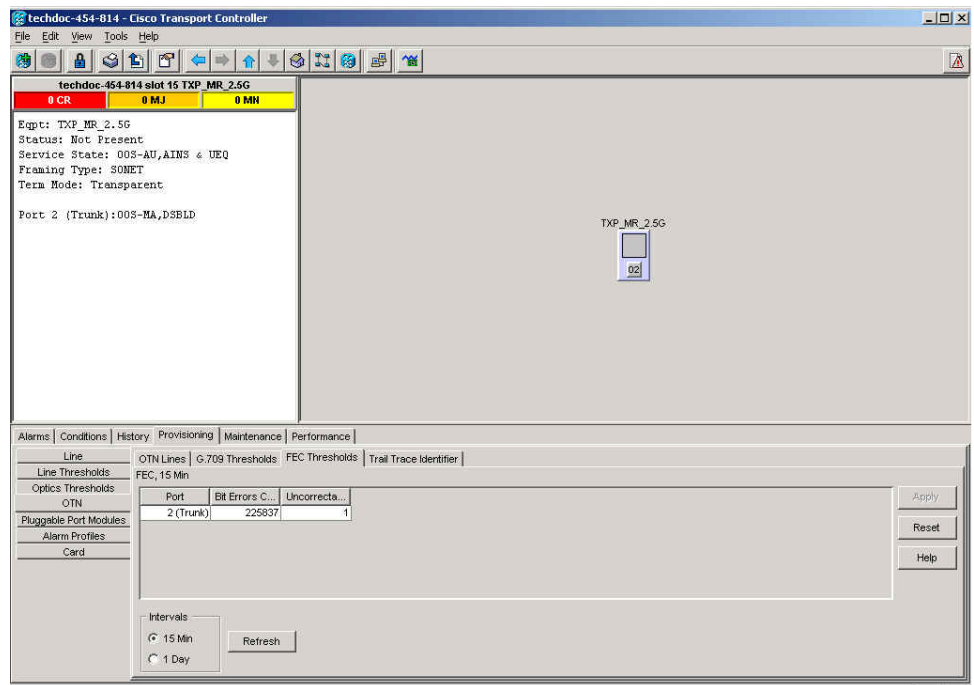 techdoc-454-814 - Cisco Transport Controller
File Edit View Tools Help
techdoc-454-814 slot 15 TXP_MR_2.5G
0 CR 0 MJ 0 MN
Eqpt: TXP_MR_2.5G
Status: Not Present
Service State: OOS-AU,AINS & UEQ
Framing Type: SONET
Term Mode: Transparent
Port 2 (Trunk):OOS-MA,DSBLD
TXP_MR_2.5G
02
Alarms Conditions History Provisioning Maintenance Performance
Line
Line Thresholds
Optics Thresholds
OTN
Pluggable Port Modules
Alarm Profiles
Card
OTN Lines G.709 Thresholds FEC Thresholds Trail Trace Identifier
FEC, 15 Min
Port Bit Errors C... Uncorrecta...
2 (Trunk) 225837 1
Apply
Reset
Help
Intervals
15 Min
1 Day
Refresh